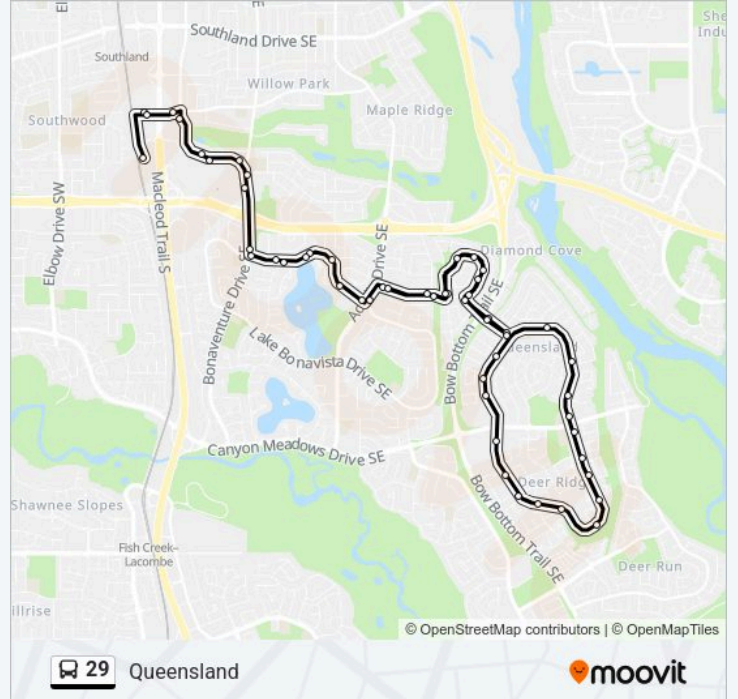 Southland Drive SE
Southland
Willow Park
Maple Ridge
Southwood
Macleod Trail S
Elbow Drive SW
Diamond Cove
Drive SE
Bonaventure Drive SE
Lake Bonavista Drive SE
Bow Bottom Trail SE
Queensland
Canyon Meadows Drive SE
Deer Ridge
Shawnee Slopes
Bow Bottom Trail SE
Fish Creek–
Lacombe
Deer Run
illrise
© OpenStreetMap contributors | © OpenMapTiles
29 Queensland
moovit